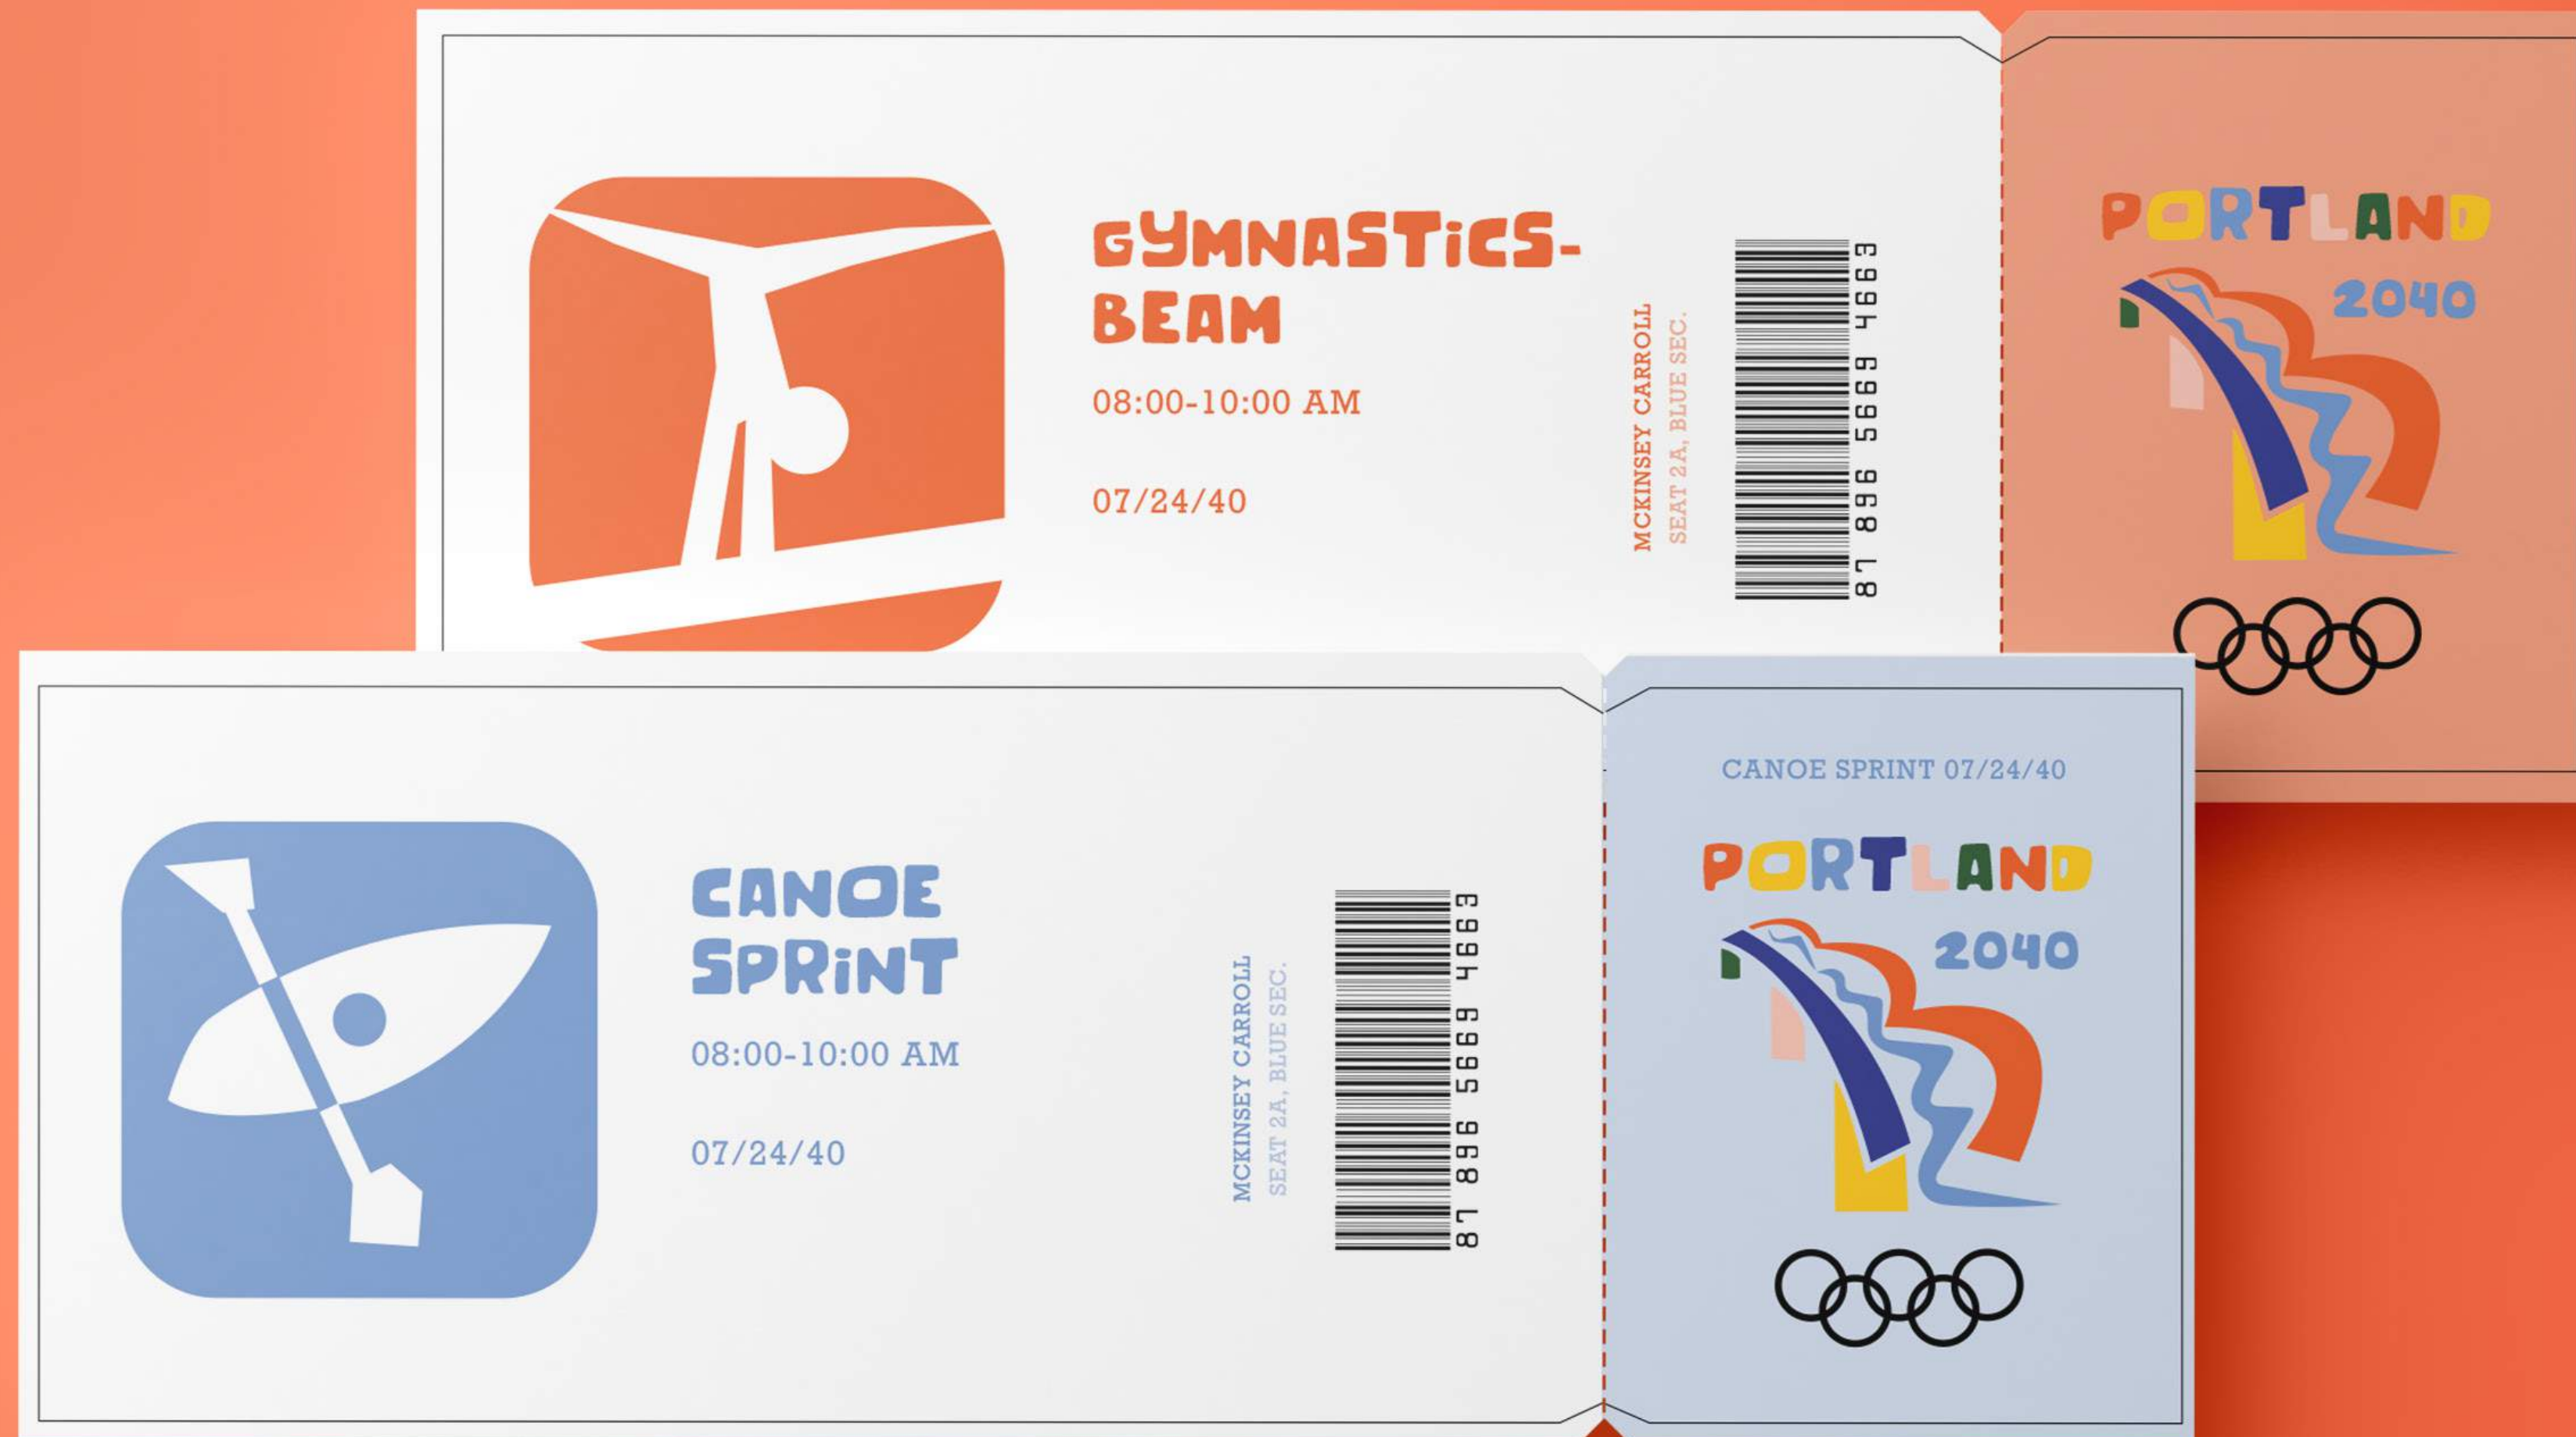 GYMNASTiCS-
BEAM
08:00-10:00 AM
07/24/40
MCKINSEY CARROLL
SEAT 2A, BLUE SEC.
87 896 5669 4663
PORTLAND
2040
CANOE
SPRiNT
08:00-10:00 AM
07/24/40
MCKINSEY CARROLL
SEAT 2A, BLUE SEC.
87 896 5669 4663
CANOE SPRINT 07/24/40
PORTLAND
2040